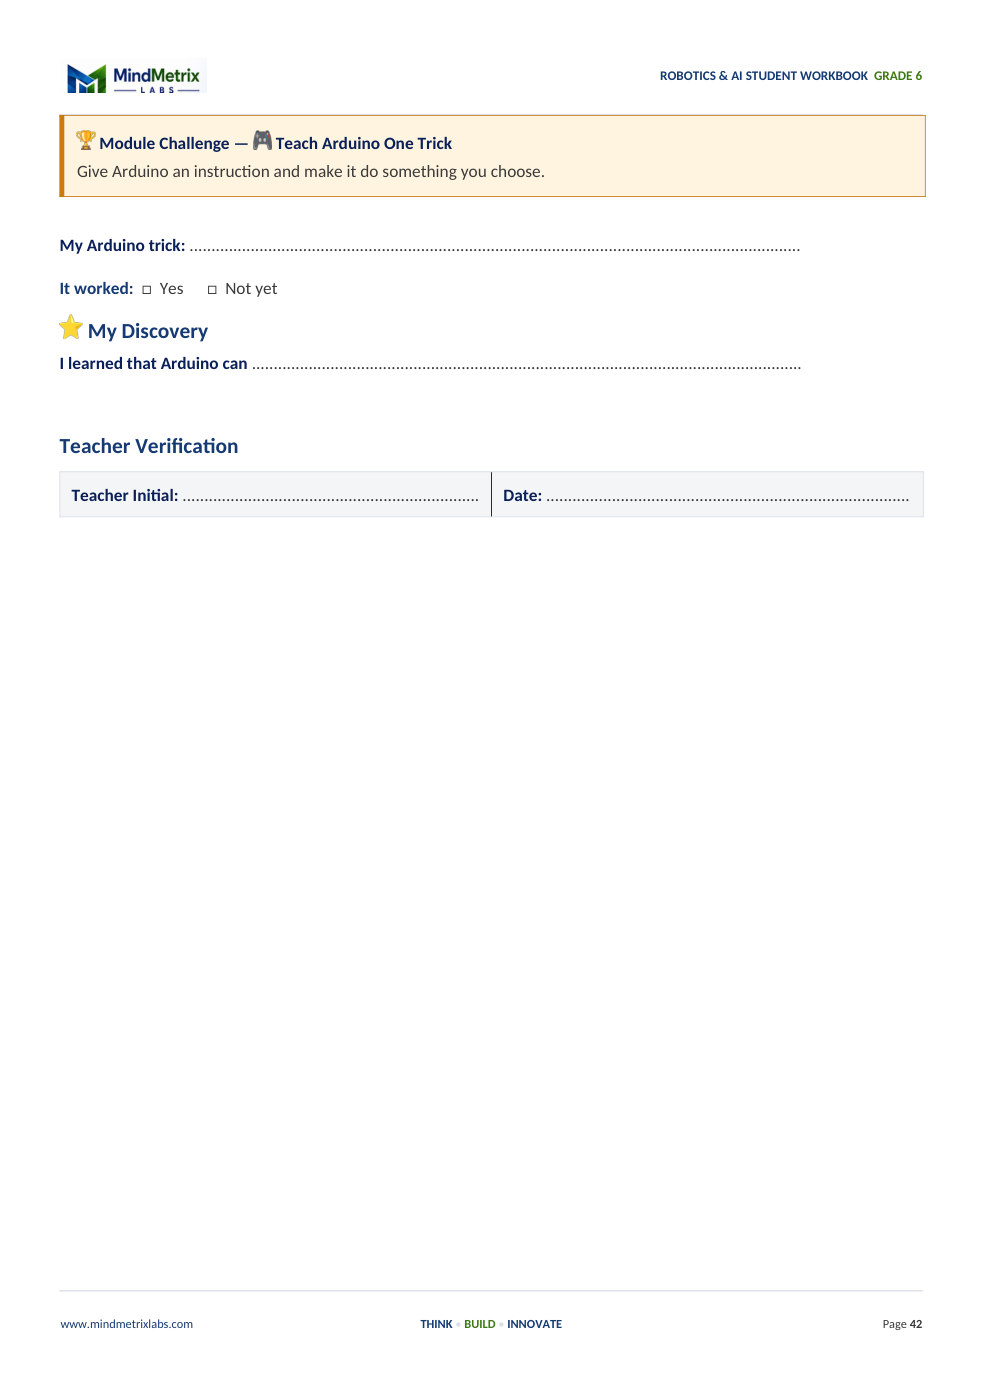 MindMetrix
LABS
ROBOTICS & AI STUDENT WORKBOOK GRADE 6
🏆 Module Challenge — 🎮 Teach Arduino One Trick
Give Arduino an instruction and make it do something you choose.
My Arduino trick: ............................................................................................................................................
It worked: □ Yes □ Not yet
⭐ My Discovery
I learned that Arduino can ..............................................................................................................................
Teacher Verification
Teacher Initial: ....................................................................
Date: ...................................................................................
www.mindmetrixlabs.com
THINK • BUILD • INNOVATE
Page 42